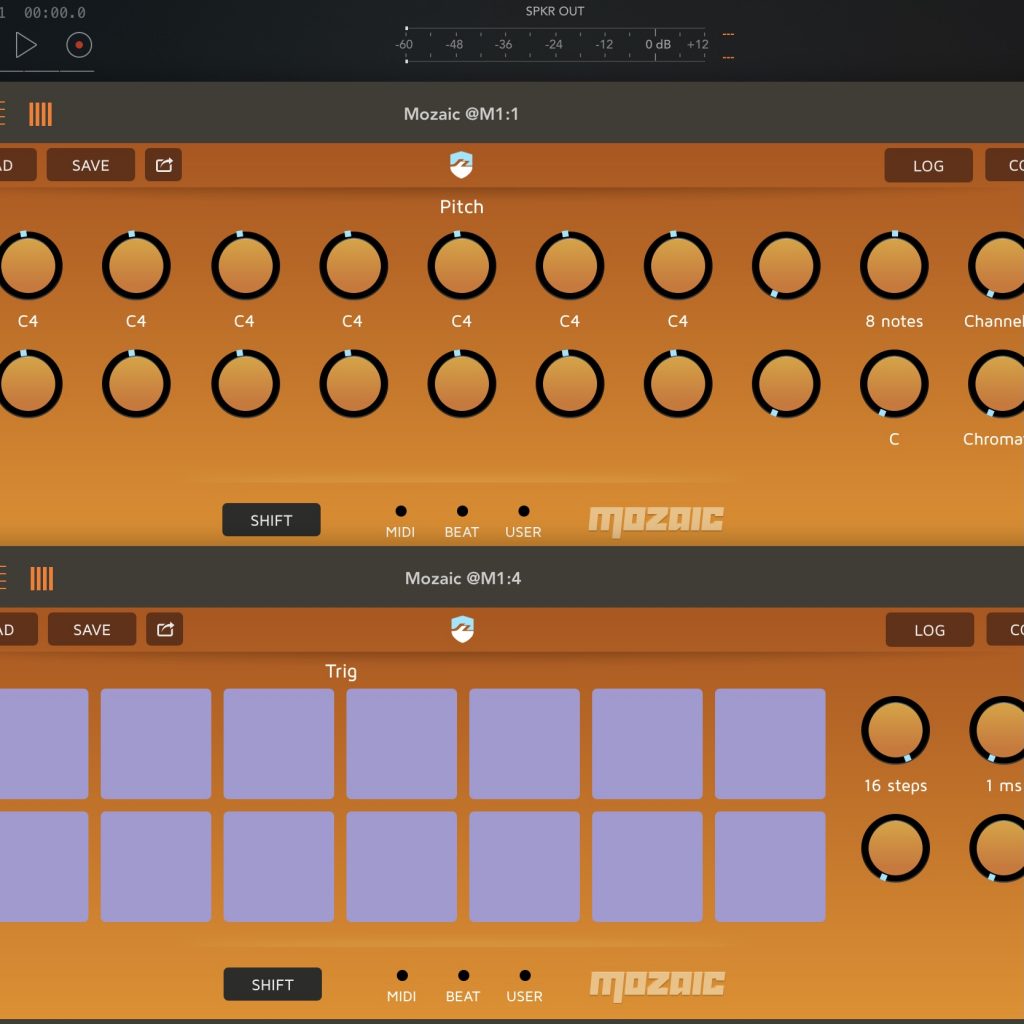 1 00:00.0
SPKR OUT
-60 -48 -36 -24 -12 0 dB +12
Mozaic @M1:1
AD SAVE LOG CO
Pitch
C4 C4 C4 C4 C4 C4 C4 8 notes Channel
C Chroma
SHIFT MIDI BEAT USER mozaic
Mozaic @M1:4
AD SAVE LOG CO
Trig
16 steps 1 ms
SHIFT MIDI BEAT USER mozaic